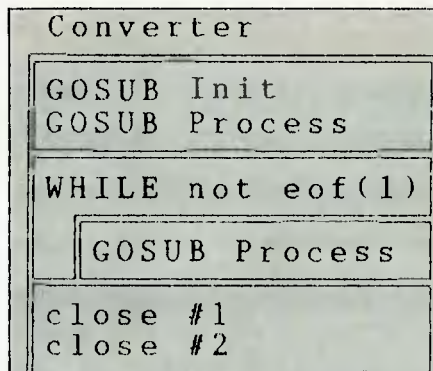 Converter
GOSUB Init
GOSUB Process
WHILE not eof(1)
GOSUB Process
close #1
close #2